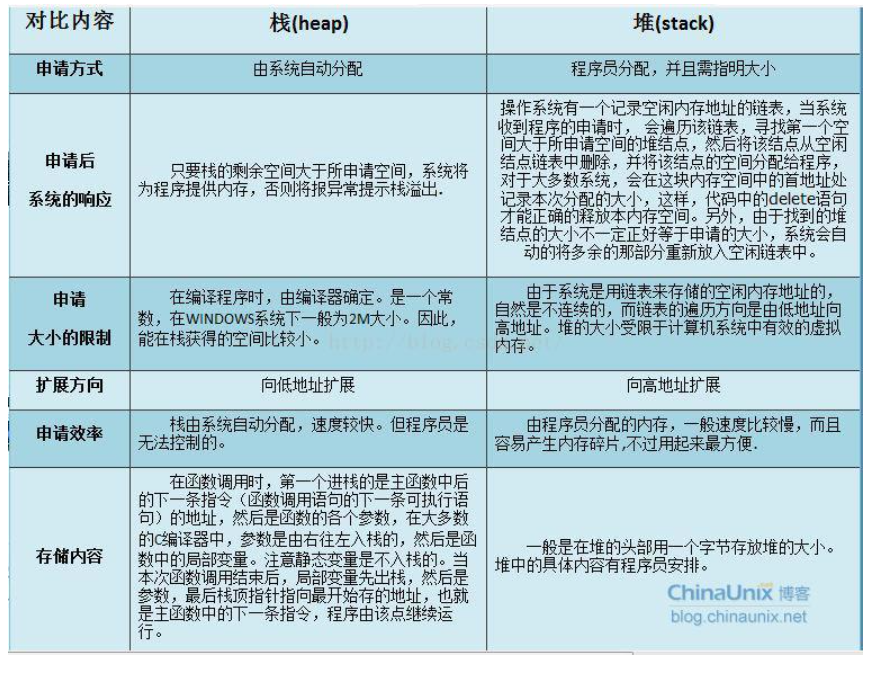 对比内容
栈(heap)
堆(stack)
申请方式
由系统自动分配
程序员分配，并且需指明大小
申请后
系统的响应
只要栈的剩余空间大于所申请空间，系统将
为程序提供内存，否则将报异常提示栈溢出.
操作系统有一个记录空闲内存地址的链表，当系统
收到程序的申请时， 会遍历该链表，寻找第一个空
间大于所申请空间的堆结点，然后将该结点从空闲
结点链表中删除，并将该结点的空间分配给程序，
对于大多数系统，会在这块内存空间中的首地址处
记录本次分配的大小，这样，代码中的delete语句
才能正确的释放本内存空间。另外，由于找到的堆
结点的大小不一定正好等于申请的大小，系统会自
动的将多余的那部分重新放入空闲链表中。
申请
大小的限制
在编译程序时，由编译器确定。是一个常
数，在WINDOWS系统下一般为2M大小。因此，
能在栈获得的空间比较小。
由于系统是用链表来存储的空闲内存地址的，
自然是不连续的，而链表的遍历方向是由低地址向
高地址。堆的大小受限于计算机系统中有效的虚拟
内存。
扩展方向
向低地址扩展
向高地址扩展
申请效率
栈由系统自动分配，速度较快。但程序员是
无法控制的。
由程序员分配的内存，一般速度比较慢，而且
容易产生内存碎片,不过用起来最方便.
存储内容
在函数调用时，第一个进栈的是主函数中后
的下一条指令（函数调用语句的下一条可执行语
句）的地址，然后是函数的各个参数，在大多数
的C编译器中，参数是由右往左入栈的，然后是函
数中的局部变量。注意静态变量是不入栈的。当
本次函数调用结束后，局部变量先出栈，然后是
参数，最后栈顶指针指向最开始存的地址，也就
是主函数中的下一条指令，程序由该点继续运
行。
一般是在堆的头部用一个字节存放堆的大小。
堆中的具体内容有程序员安排。
ChinaUnix 博客
blog.chinaunix.net